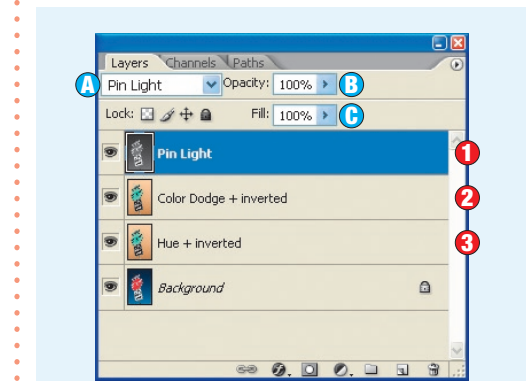 Layers Channels Paths
A Pin Light Opacity: 100% B
Lock: Fill: 100% C
Pin Light 1
Color Dodge + inverted 2
Hue + inverted 3
Background